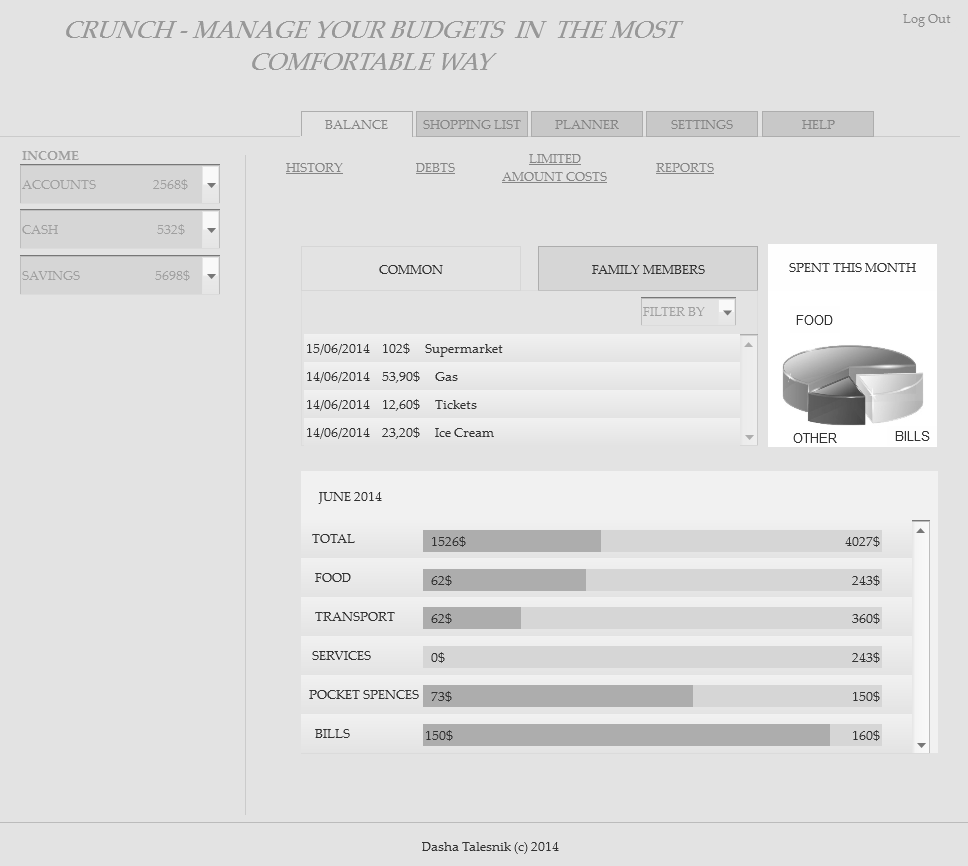 CRUNCH - MANAGE YOUR BUDGETS IN THE MOST
COMFORTABLE WAY
Log Out
BALANCE
SHOPPING LIST
PLANNER
SETTINGS
HELP
INCOME
ACCOUNTS 2568$
CASH 532$
SAVINGS 5698$
HISTORY
DEBTS
LIMITED
AMOUNT COSTS
REPORTS
COMMON
FAMILY MEMBERS
FILTER BY
15/06/2014 102$ Supermarket
14/06/2014 53,90$ Gas
14/06/2014 12,60$ Tickets
14/06/2014 23,20$ Ice Cream
SPENT THIS MONTH
FOOD
OTHER
BILLS
JUNE 2014
TOTAL 1526$ 4027$
FOOD 62$ 243$
TRANSPORT 62$ 360$
SERVICES 0$ 243$
POCKET SPENCES 73$ 150$
BILLS 150$ 160$
Dasha Talesnik (c) 2014